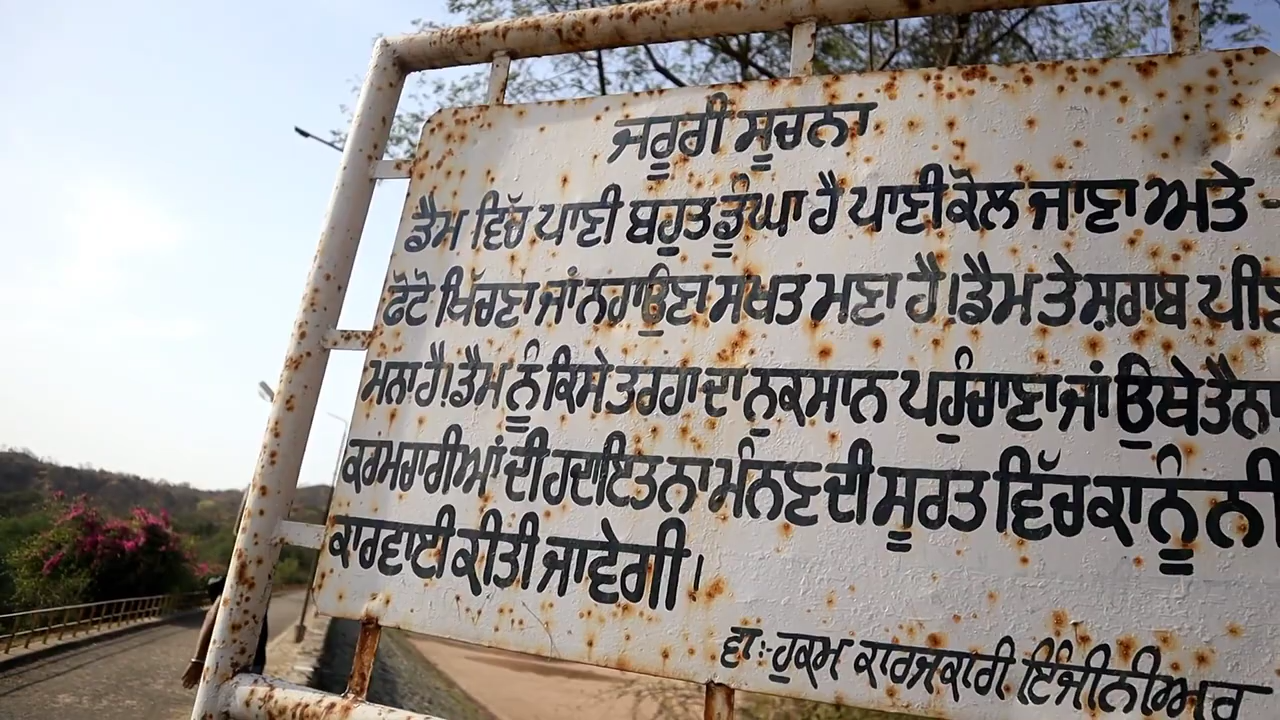 ਜਰੂਰੀ ਸੂਚਨਾ
ਡੈਮ ਵਿੱਚ ਪਾਣੀ ਬਹੁਤ ਡੂੰਘਾ ਹੈ ਪਾਣੀ ਕੋਲ ਜਾਣਾ ਅਤੇ
ਫੋਟੋ ਖਿੱਚਣਾ ਜਾਂ ਨਹਾਉਣਾ ਸਖਤ ਮਣਾ ਹੈ।ਡੈਮ ਤੇ ਸ਼ਰਾਬ
ਮਨਾ ਹੈ।ਡੈਮ ਨੂੰ ਕਿਸੇ ਤਰਹਾ ਦਾ ਨੁਕਸਾਨ ਪਹੁੰਚਾਣਾ ਜਾਂ ਉਥੇ
ਕਰਮਚਾਰੀਆਂ ਦੀ ਹਦਾਇਤ ਨਾ ਮੰਨਣ ਦੀ ਸੂਰਤ ਵਿੱਚ
ਕਾਰਵਾਈ ਕੀਤੀ ਜਾਵੇਗੀ।
ਵਾਃ-ਹੁਕਮ ਕਾਰਜਕਾਰੀ ਇੰਜੀਨੀਅਰ